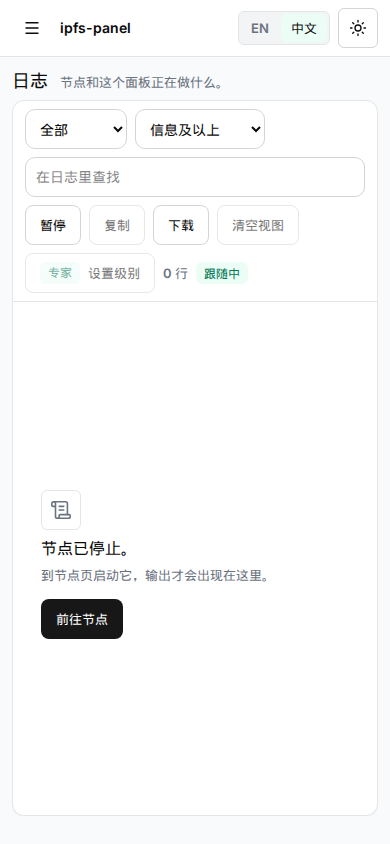 ipfs-panel
EN 中文
日志 节点和这个面板正在做什么。
全部 信息及以上
在日志里查找
暂停 复制 下载 清空视图
专家 设置级别 0 行 跟随中
节点已停止。
到节点页启动它，输出才会出现在这里。
前往节点